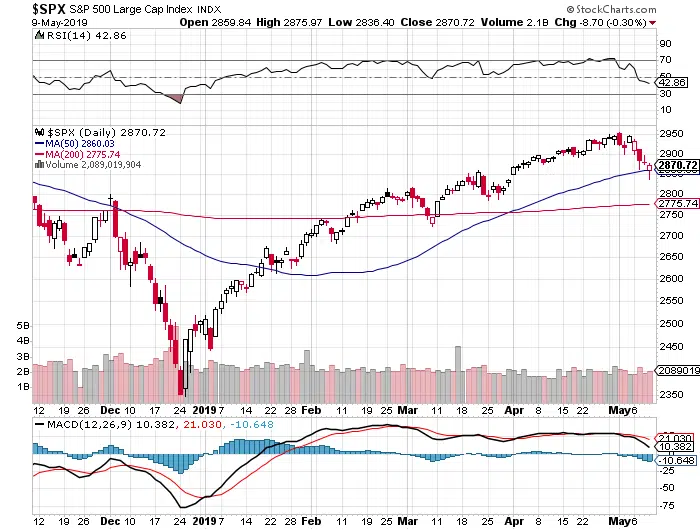 $SPX S&P 500 Large Cap Index INDX © StockCharts.com
9-May-2019 Open 2859.84 High 2875.97 Low 2836.40 Close 2870.72 Volume 2.1B Chg -8.70 (-0.30%)
RSI(14) 42.86
90
70
50
42.86
30
10
$SPX (Daily) 2870.72
MA(50) 2860.03
MA(200) 2775.74
Volume 2,089,019,904
2950
2900
2870.72
2800
2775.74
2750
2700
2650
2600
2550
2500
2450
2400
2350
5B
4B
3B
2B
1B
2089019
12 19 26 Dec 10 17 24 2019 7 14 22 28 Feb 11 19 25 Mar 11 18 25 Apr 8 15 22 May 6
MACD(12,26,9) 10.382, 21.030, -10.648
21.030
10.382
-10.648
-25
-50
-75
12 19 26 Dec 10 17 24 2019 7 14 22 28 Feb 11 19 25 Mar 11 18 25 Apr 8 15 22 May 6